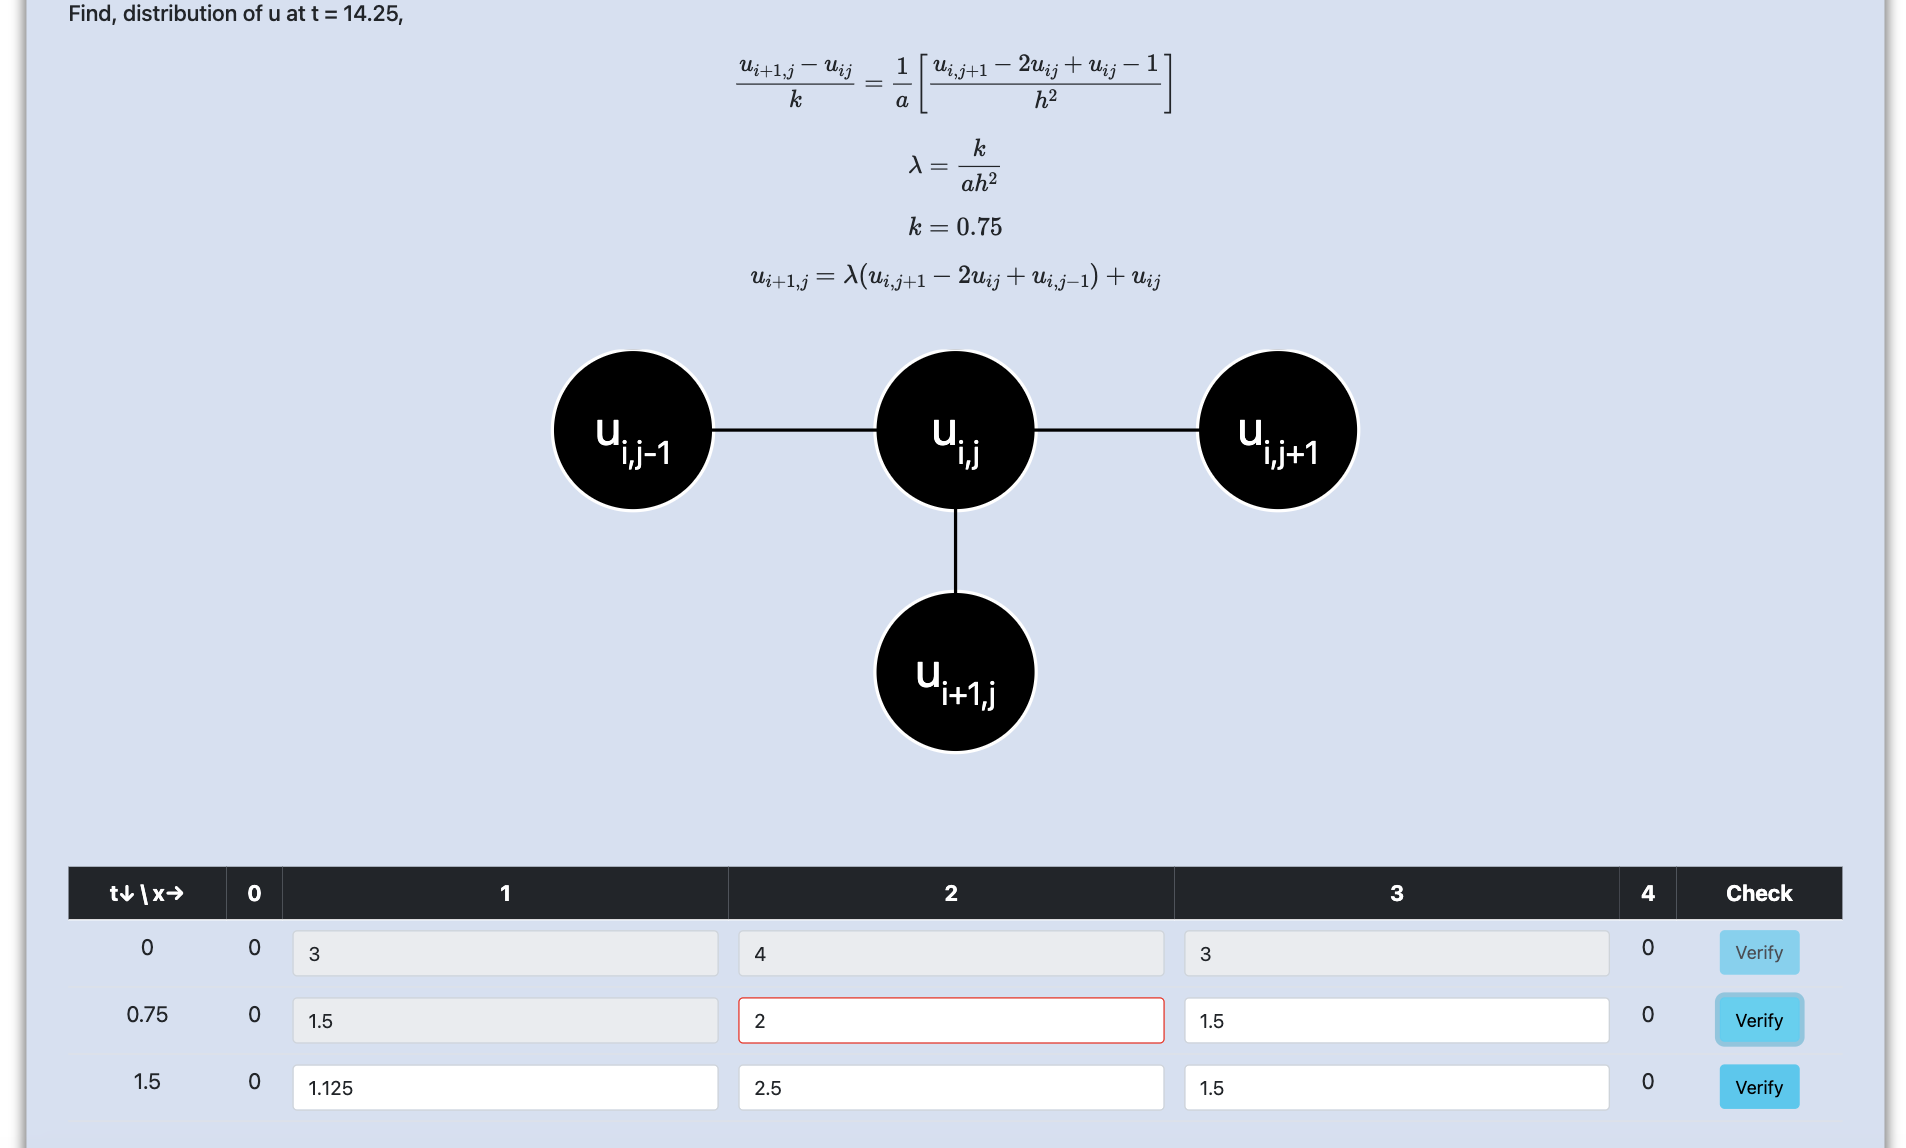 Find, distribution of u at t = 14.25,
\frac{u_{i+1,j} - u_{ij}}{k} = \frac{1}{a} \left[ \frac{u_{i,j+1} - 2u_{ij} + u_{ij} - 1}{h^2} \right]
\lambda = \frac{k}{ah^2}
k = 0.75
u_{i+1,j} = \lambda(u_{i,j+1} - 2u_{ij} + u_{i,j-1}) + u_{ij}
u_{i,j-1} u_{i,j} u_{i,j+1}
u_{i+1,j}
t↓ \ x→ 0 1 2 3 4 Check
0 0 3 4 3 0 Verify
0.75 0 1.5 2 1.5 0 Verify
1.5 0 1.125 2.5 1.5 0 Verify